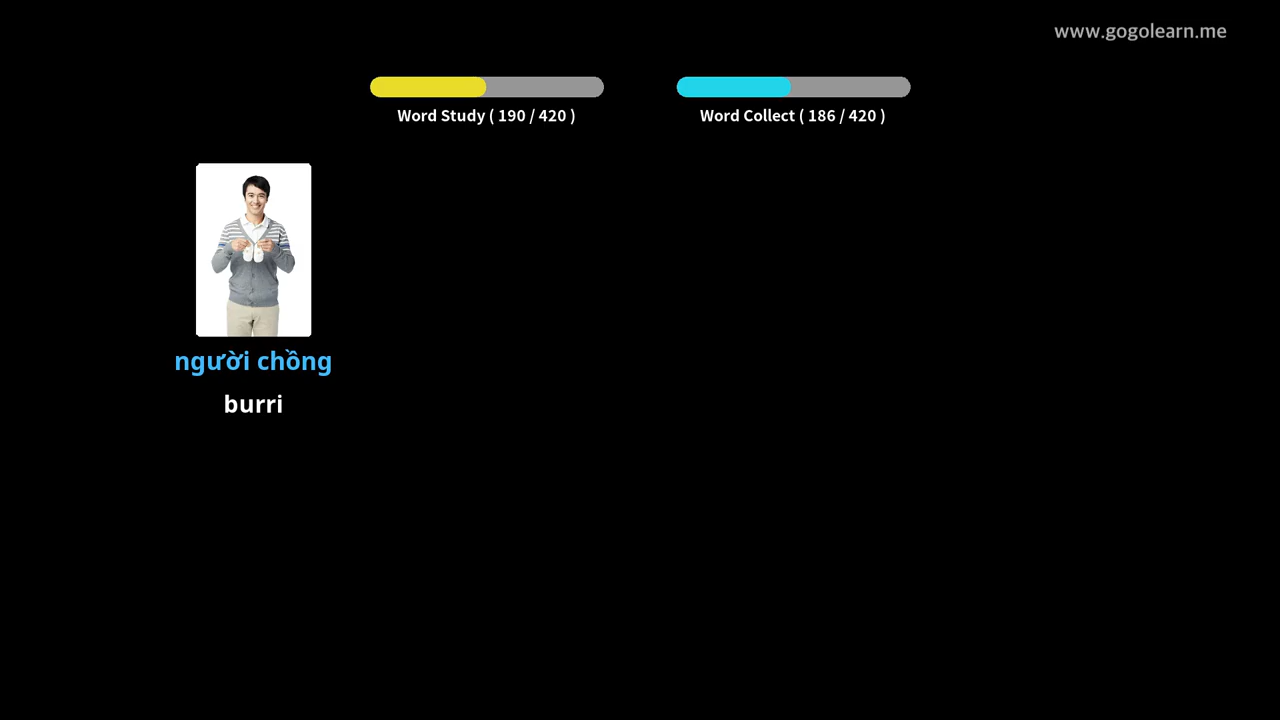 www.gogolearn.me
Word Study ( 190 / 420 )
Word Collect ( 186 / 420 )
người chồng
burri